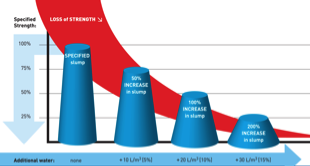 Specified
Strength:
LOSS of STRENGTH ↘
100%
75%
50%
25%
SPECIFIED
slump
50%
INCREASE
in slump
100%
INCREASE
in slump
200%
INCREASE
in slump
Additional water:
none
+10 L/m³ (5%)
+20 L/m³ (10%)
+30 L/m³ (15%)